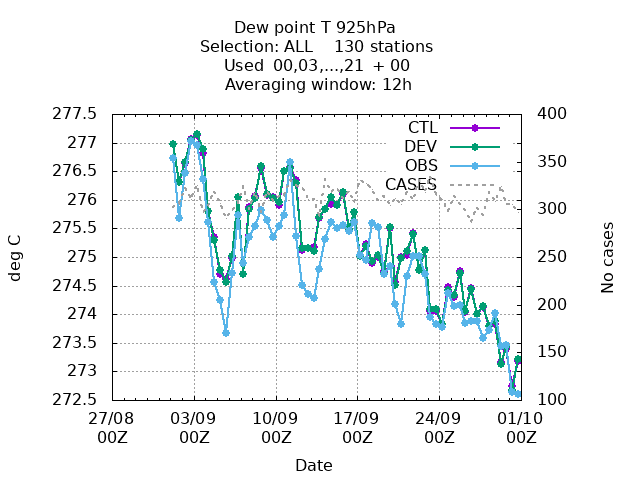 Dew point T 925hPa
Selection: ALL    130 stations
Used  00,03,...,21  + 00
Averaging window: 12h
277.5
277
276.5
276
275.5
275
274.5
274
273.5
273
272.5
deg C
400
350
300
250
200
150
100
No cases
CTL
DEV
OBS
CASES
27/08 03/09 10/09 17/09 24/09 01/10
00Z 00Z 00Z 00Z 00Z 00Z
Date